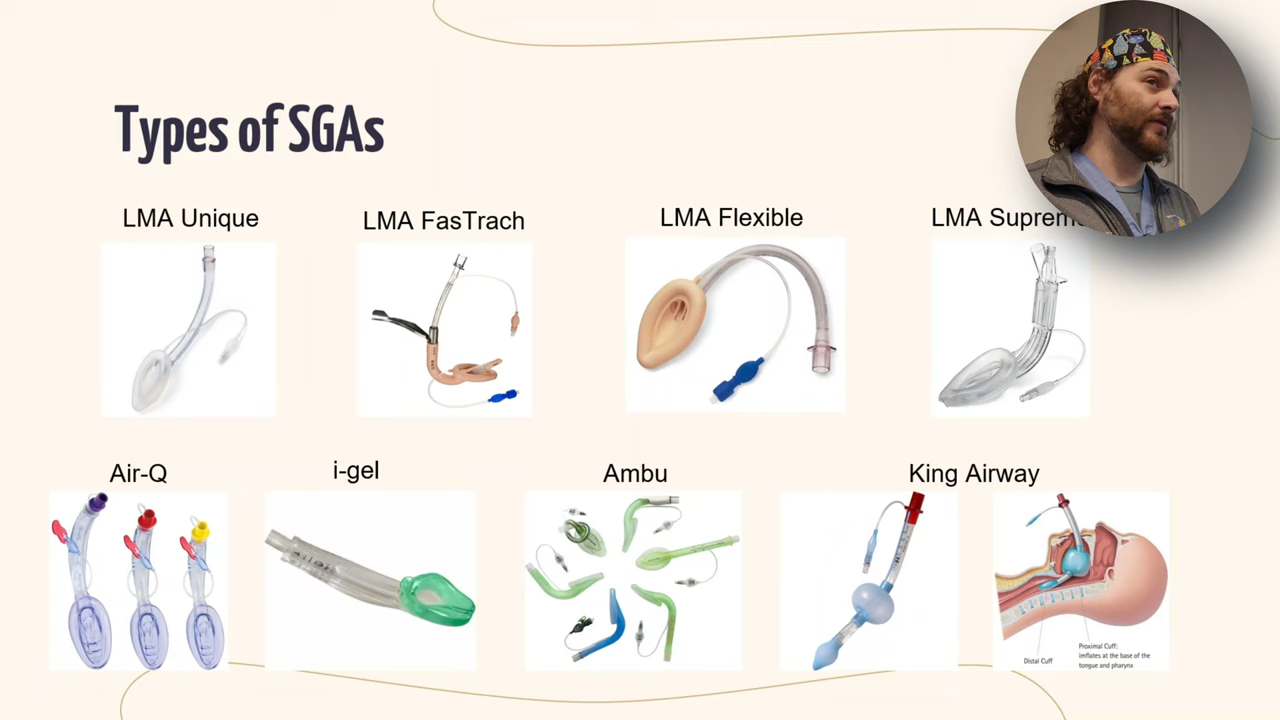 Types of SGAs
LMA Unique
LMA FasTrach
LMA Flexible
LMA Suprem
Air-Q
i-gel
Ambu
King Airway
Distal Cuff
Proximal Cuff:
inflates at the base of the
tongue and pharynx